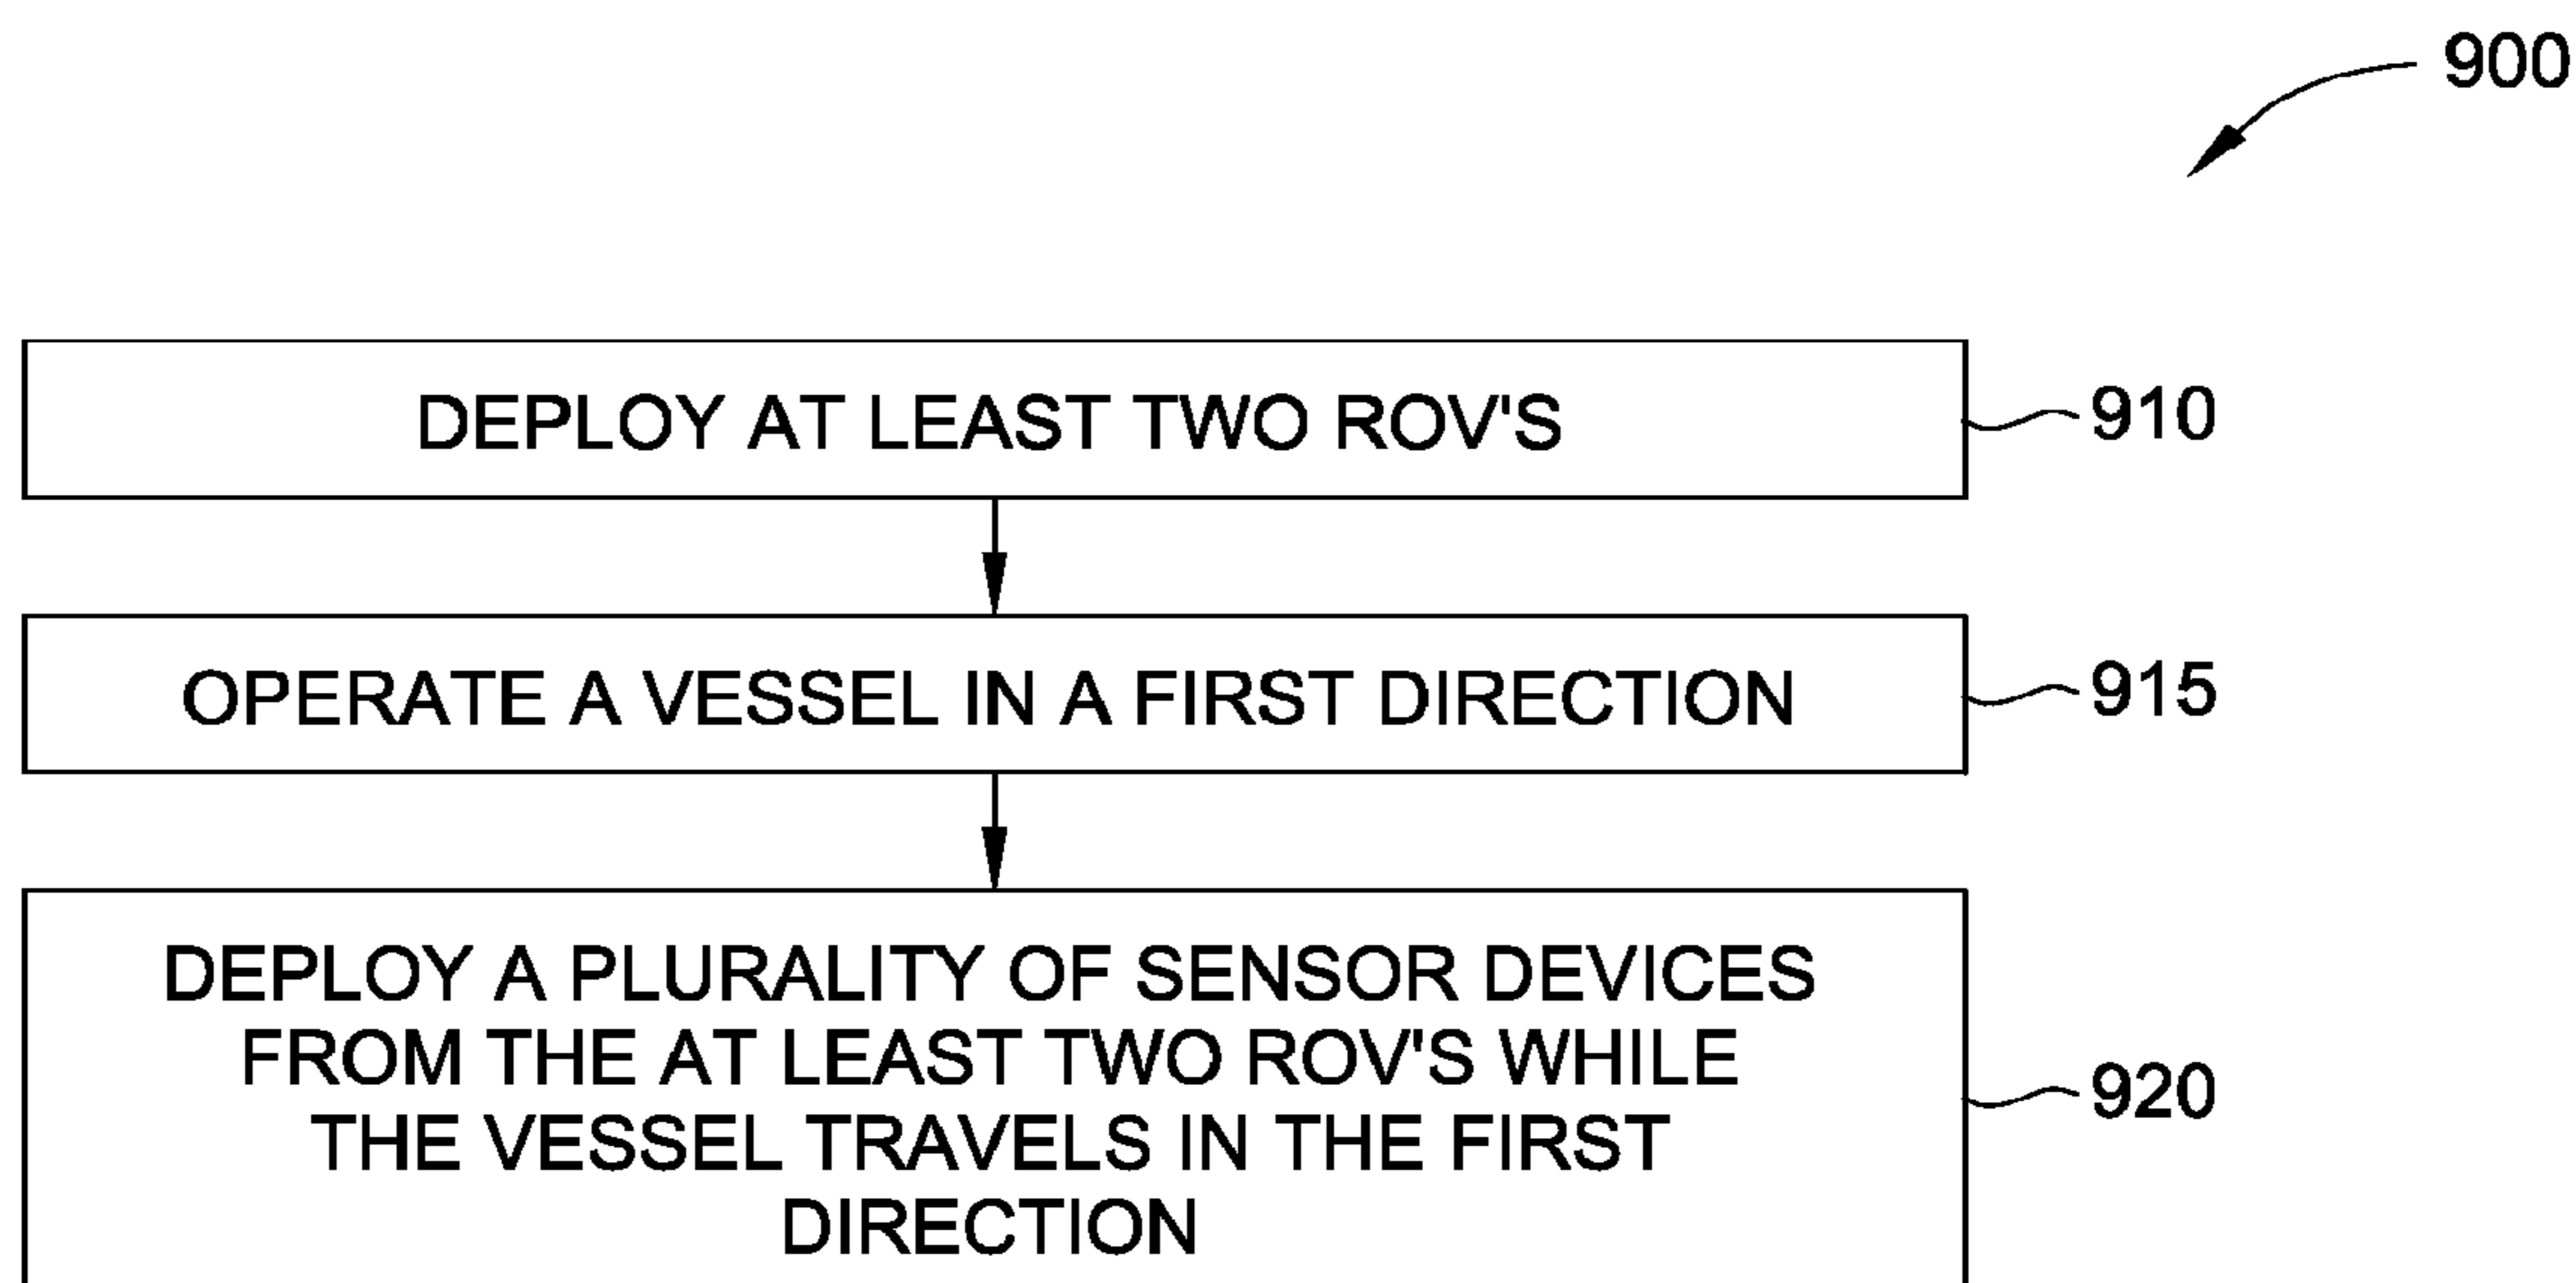 900
DEPLOY AT LEAST TWO ROV'S
910
OPERATE A VESSEL IN A FIRST DIRECTION
915
DEPLOY A PLURALITY OF SENSOR DEVICES
FROM THE AT LEAST TWO ROV'S WHILE
THE VESSEL TRAVELS IN THE FIRST
DIRECTION
920